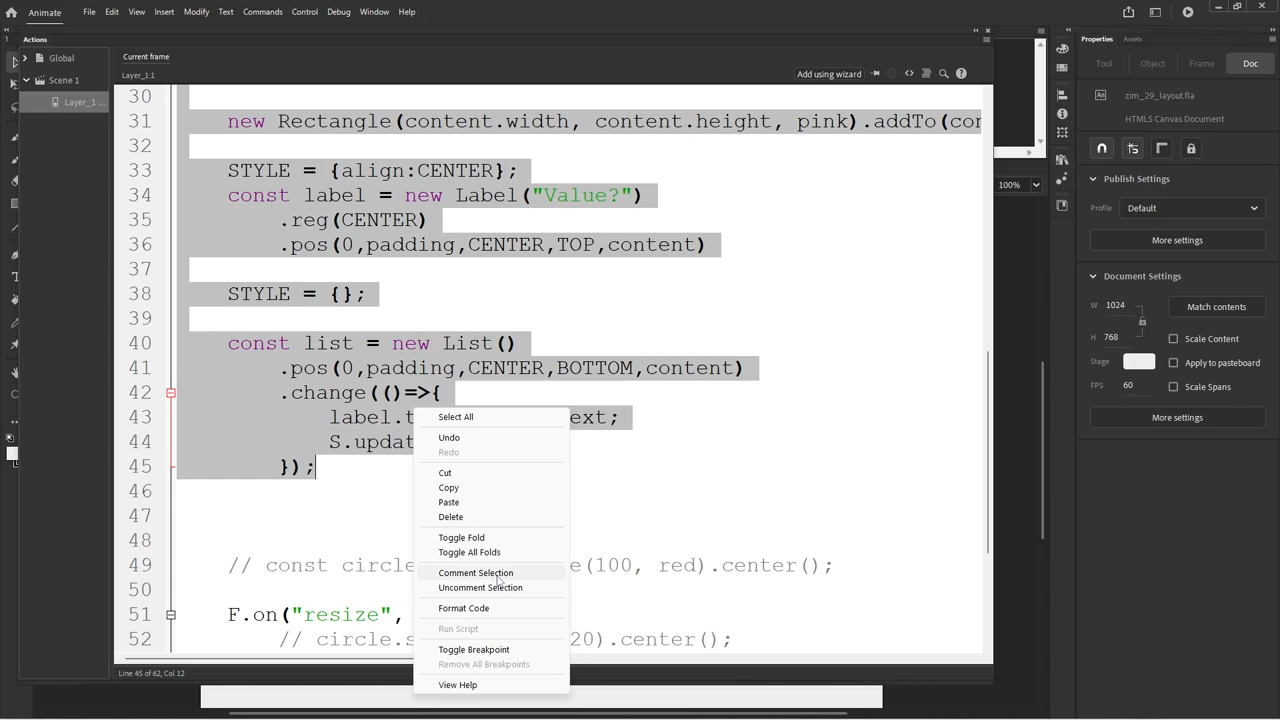 Animate
File Edit View Insert Modify Text Commands Control Debug Window Help
Actions
Global
Scene 1
Layer_1 :...
Current frame
Layer_1:1
Add using wizard
30
31 new Rectangle(content.width, content.height, pink).addTo(con
32
33 STYLE = {align:CENTER};
34 const label = new Label("Value?")
35 .reg(CENTER)
36 .pos(0,padding,CENTER,TOP,content)
37
38 STYLE = {};
39
40 const list = new List()
41 .pos(0,padding,CENTER,BOTTOM,content)
42 .change(()=>{
43 label.t ext;
44 S.updat
45 });
46
47
48
49 // const circl e(100, red).center();
50
51 F.on("resize",
52 // circle.s 20).center();
Select All
Undo
Redo
Cut
Copy
Paste
Delete
Toggle Fold
Toggle All Folds
Comment Selection
Uncomment Selection
Format Code
Run Script
Toggle Breakpoint
Remove All Breakpoints
View Help
Line 45 of 62, Col 12
100%
Properties Assets
Tool Object Frame Doc
An zim_29_layout.fla
HTML5 Canvas Document
Publish Settings
Profile Default
More settings
Document Settings
W 1024 Match contents
H 768 Scale Content
Stage Apply to pasteboard
FPS 60 Scale Spans
More settings